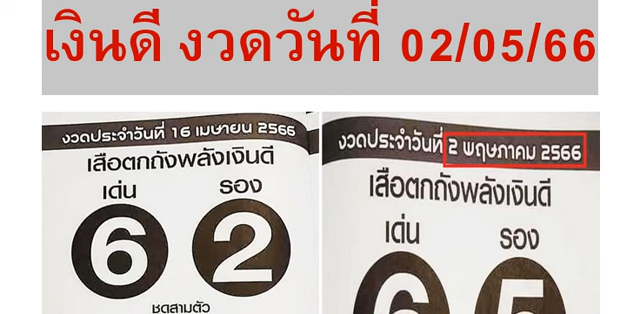 เงินดี งวดวันที่ 02/05/66
งวดประจำวันที่ 16 เมษายน 2566
เสือตกถังพลังเงินดี
เด่น รอง
6 2
ชุดสามตัว
งวดประจำวันที่ 2 พฤษภาคม 2566
เสือตกถังพลังเงินดี
เด่น รอง
6 5